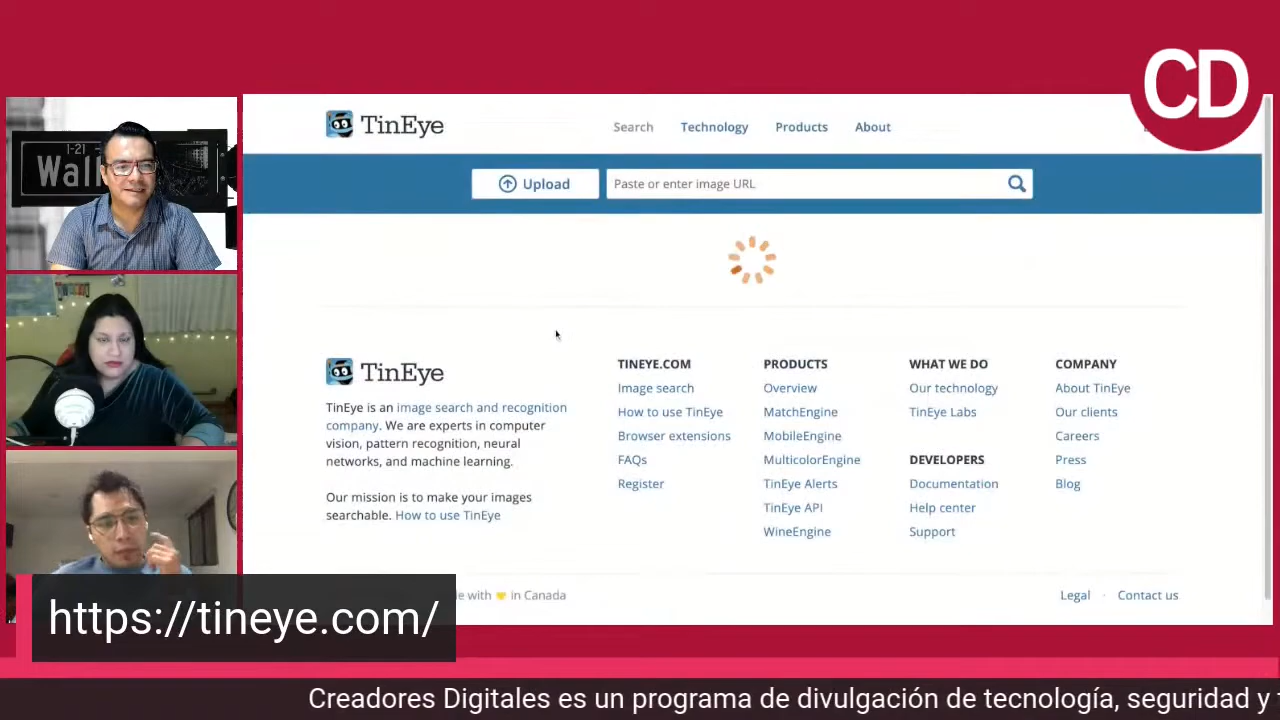 CD
TinEye
Search Technology Products About
Upload
Paste or enter image URL
1-21
Wall
TinEye
TinEye is an image search and recognition
company. We are experts in computer
vision, pattern recognition, neural
networks, and machine learning.
Our mission is to make your images
searchable. How to use TinEye
TINEYE.COM
Image search
How to use TinEye
Browser extensions
FAQs
Register
PRODUCTS
Overview
MatchEngine
MobileEngine
MulticolorEngine
TinEye Alerts
TinEye API
WineEngine
WHAT WE DO
Our technology
TinEye Labs
DEVELOPERS
Documentation
Help center
Support
COMPANY
About TinEye
Our clients
Careers
Press
Blog
with in Canada
Legal · Contact us
https://tineye.com/
Creadores Digitales es un programa de divulgación de tecnología, seguridad y